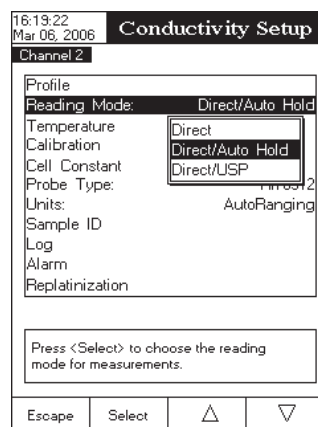 16:19:22
Mar 06, 2006
Conductivity Setup
Channel 2
Profile
Reading Mode: Direct/Auto Hold
Temperature
Direct
Calibration
Direct/Auto Hold
Cell Constant
Direct/USP
Probe Type:
Units: AutoRanging
Sample ID
Log
Alarm
Replatinization
Press <Select> to choose the reading
mode for measurements.
Escape Select